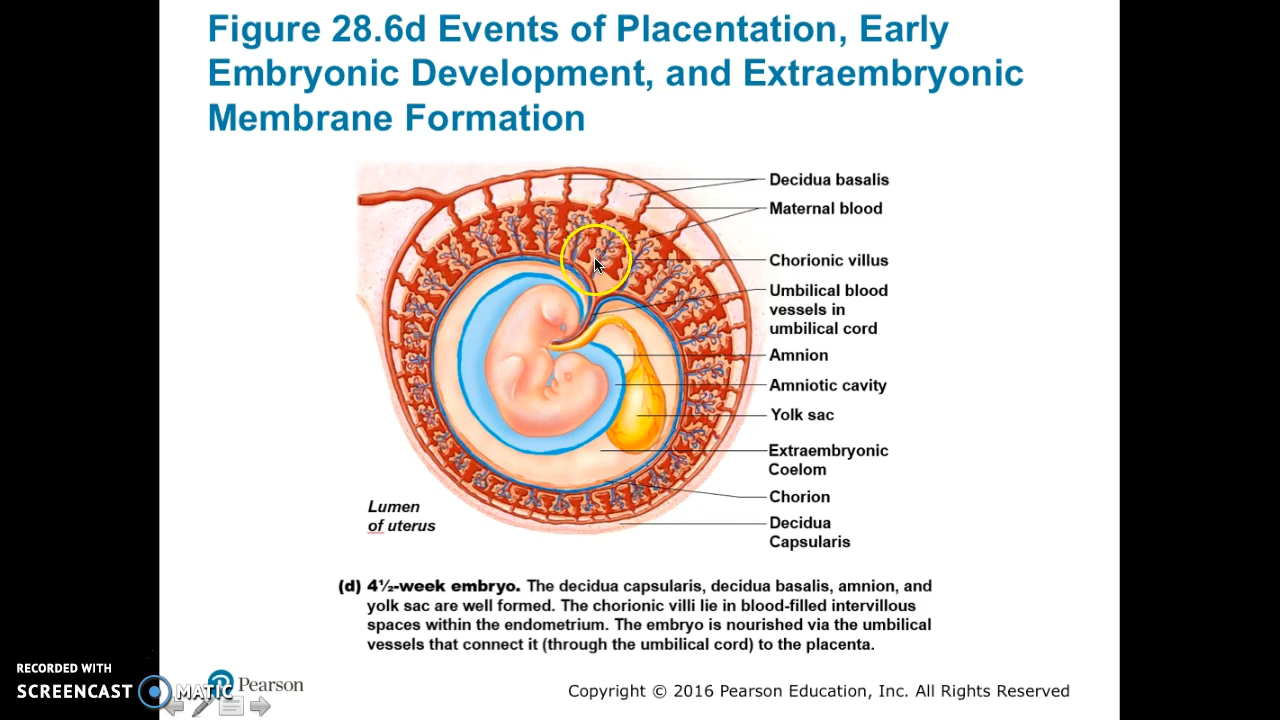 Figure 28.6d Events of Placentation, Early
Embryonic Development, and Extraembryonic
Membrane Formation
Decidua basalis
Maternal blood
Chorionic villus
Umbilical blood
vessels in
umbilical cord
Amnion
Amniotic cavity
Yolk sac
Extraembryonic
Coelom
Chorion
Decidua
Capsularis
Lumen
of uterus
(d) 4½-week embryo. The decidua capsularis, decidua basalis, amnion, and
yolk sac are well formed. The chorionic villi lie in blood-filled intervillous
spaces within the endometrium. The embryo is nourished via the umbilical
vessels that connect it (through the umbilical cord) to the placenta.
RECORDED WITH
SCREENCAST MATIC
Pearson
Copyright © 2016 Pearson Education, Inc. All Rights Reserved